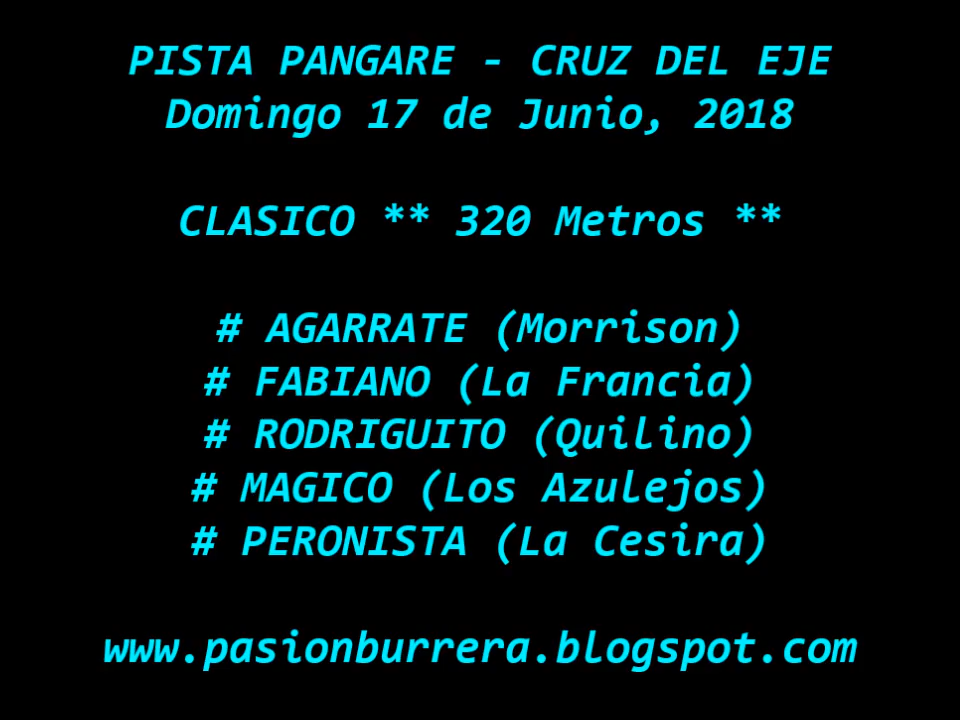 PISTA PANGARE - CRUZ DEL EJE
Domingo 17 de Junio, 2018
CLASICO ** 320 Metros **
# AGARRATE (Morrison)
# FABIANO (La Francia)
# RODRIGUITO (Quilino)
# MAGICO (Los Azulejos)
# PERONISTA (La Cesira)
www.pasionburrera.blogspot.com